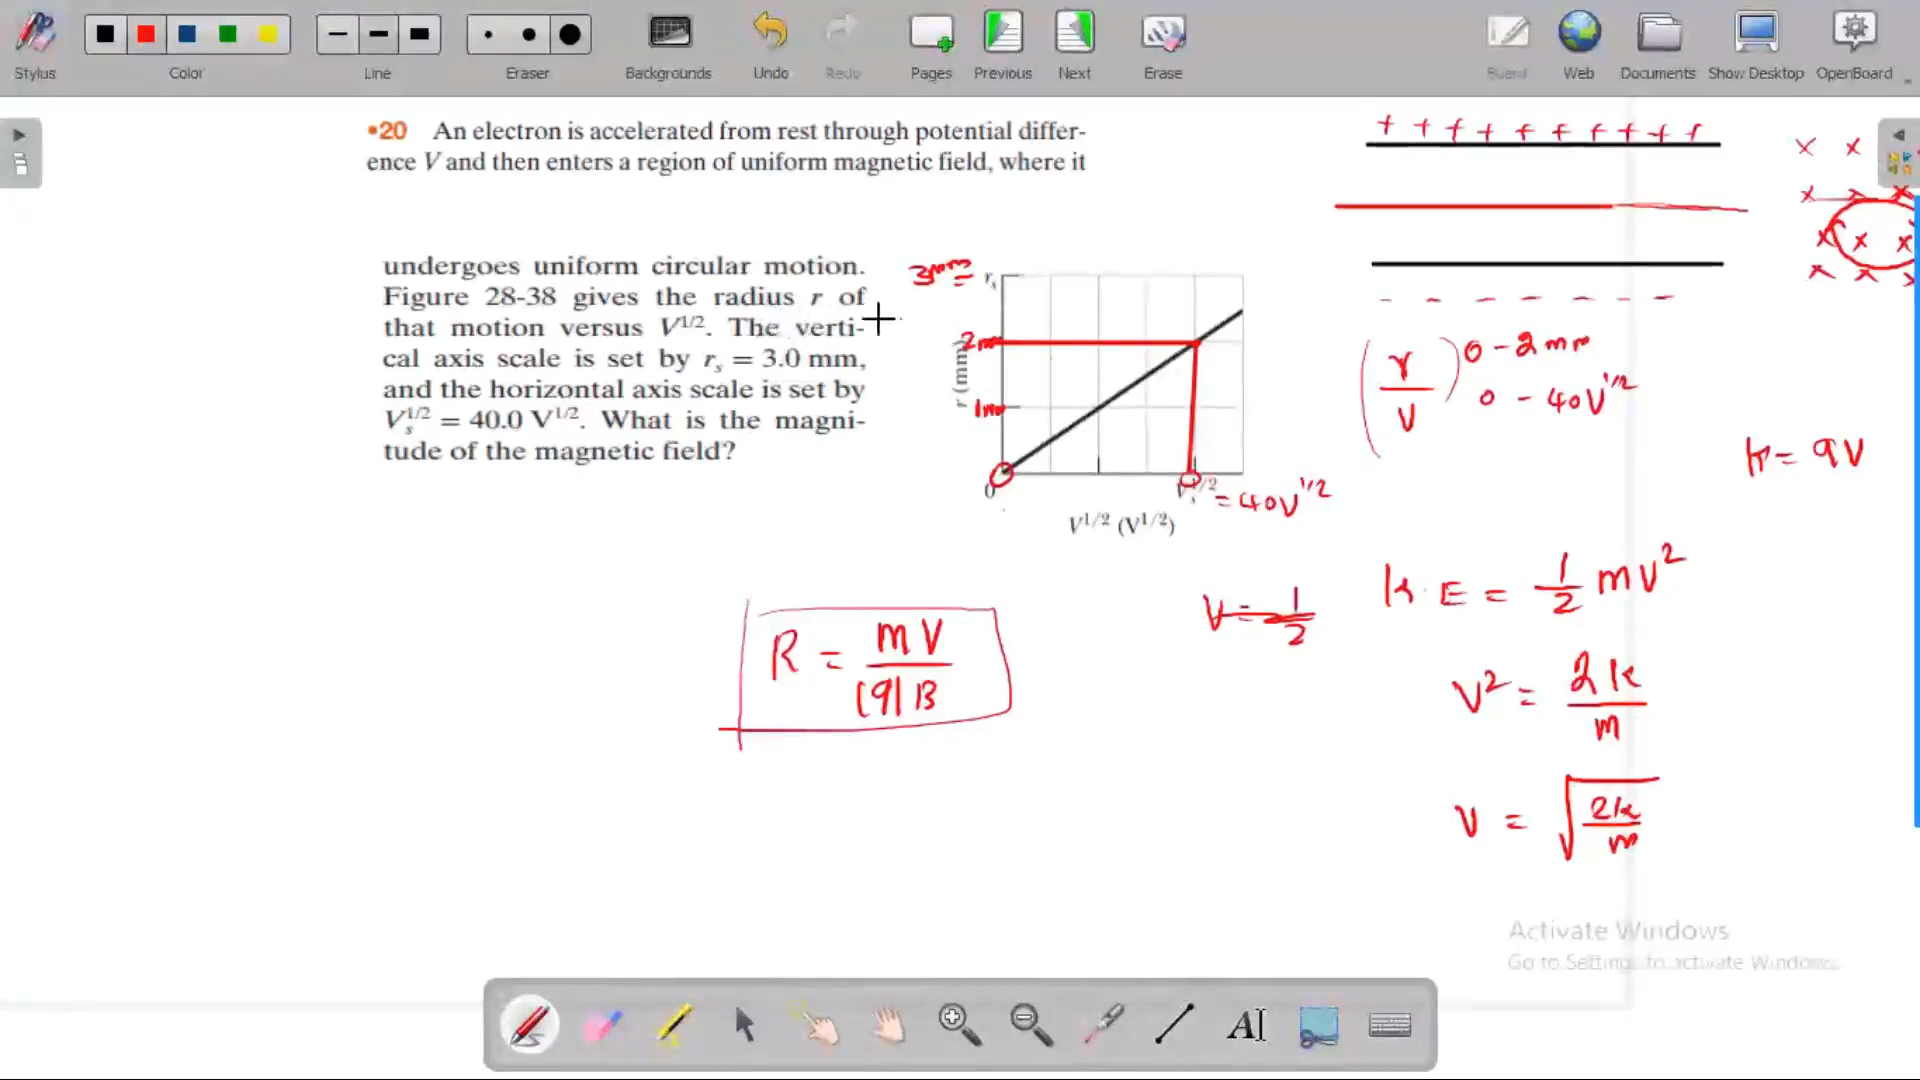 Stylus
Color
Line
Eraser
Backgrounds
Undo
Redo
Pages
Previous
Next
Erase
Board
Web
Documents
Show Desktop
OpenBoard
•20 An electron is accelerated from rest through potential differ-
ence V and then enters a region of uniform magnetic field, where it
undergoes uniform circular motion.
Figure 28-38 gives the radius r of
that motion versus V^1/2. The verti-
cal axis scale is set by r_s = 3.0 mm,
and the horizontal axis scale is set by
V_s^1/2 = 40.0 V^1/2. What is the magni-
tude of the magnetic field?
3mm = r_s
2mm
r (mm)
1mm
0
V_s^1/2 = 40V^1/2
V^1/2 (V^1/2)
+ + + + + + + + +
- - - - - - -
x x
x x x
x x x
x x x
(r/V) 0 - 2mm
0 - 40V^1/2
k = qV
V = 1/2
K.E = 1/2 mV^2
V^2 = 2k/m
V = √(2k/m)
R = mV/|q|B
Activate Windows
Go to Settings to activate Windows.
AI